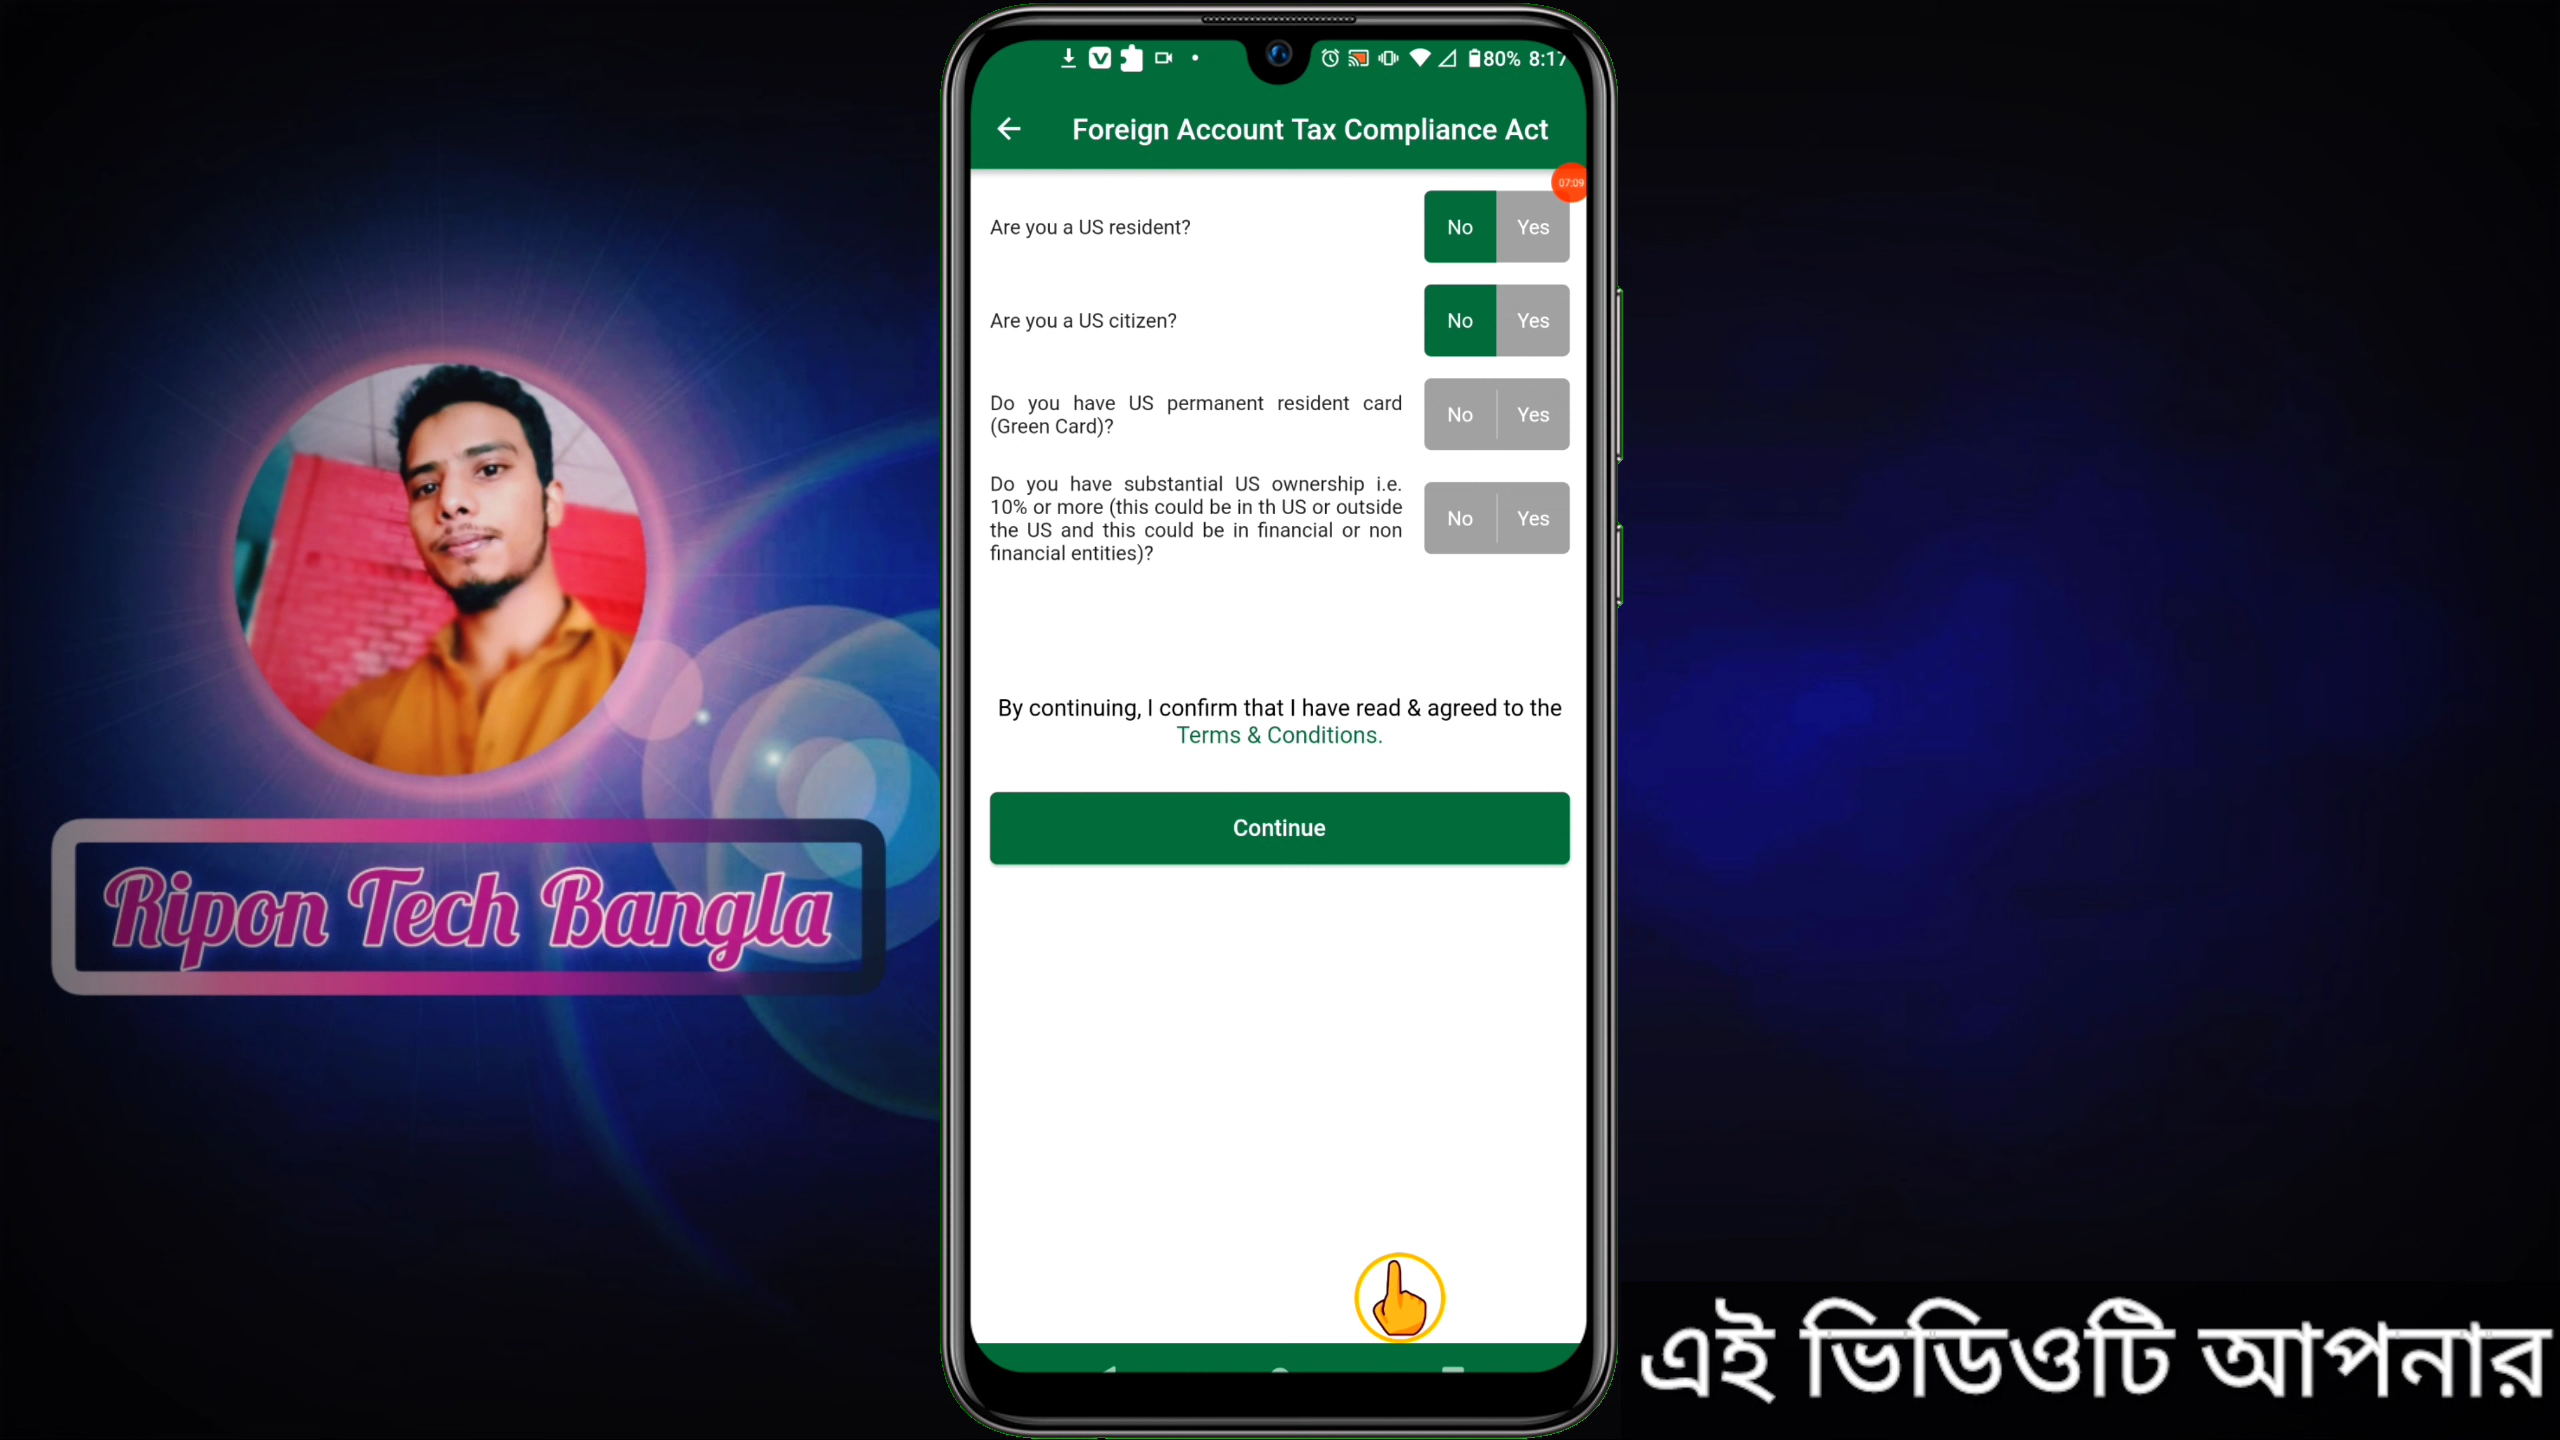 80% 8:17
Foreign Account Tax Compliance Act
07:09
Are you a US resident?
No Yes
Are you a US citizen?
No Yes
Do you have US permanent resident card
(Green Card)?
No Yes
Do you have substantial US ownership i.e.
10% or more (this could be in th US or outside
the US and this could be in financial or non
financial entities)?
No Yes
By continuing, I confirm that I have read & agreed to the
Terms & Conditions.
Continue
Ripon Tech Bangla
এই ভিডিওটি আপনার